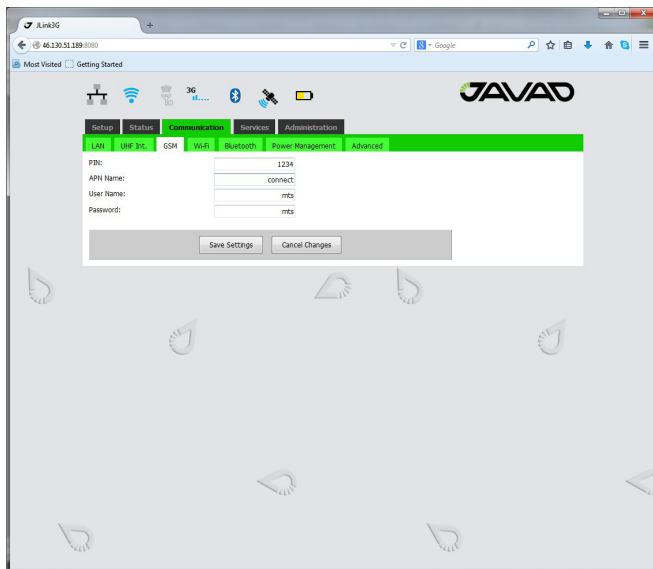 JLink3G
46.130.51.189:8080
Google
Most Visited Getting Started
3G
JAVAD
Setup Status Communication Services Administration
LAN UHF Int. GSM Wi-Fi Bluetooth Power Management Advanced
PIN: 1234
APN Name: connect
User Name: mts
Password: mts
Save Settings Cancel Changes